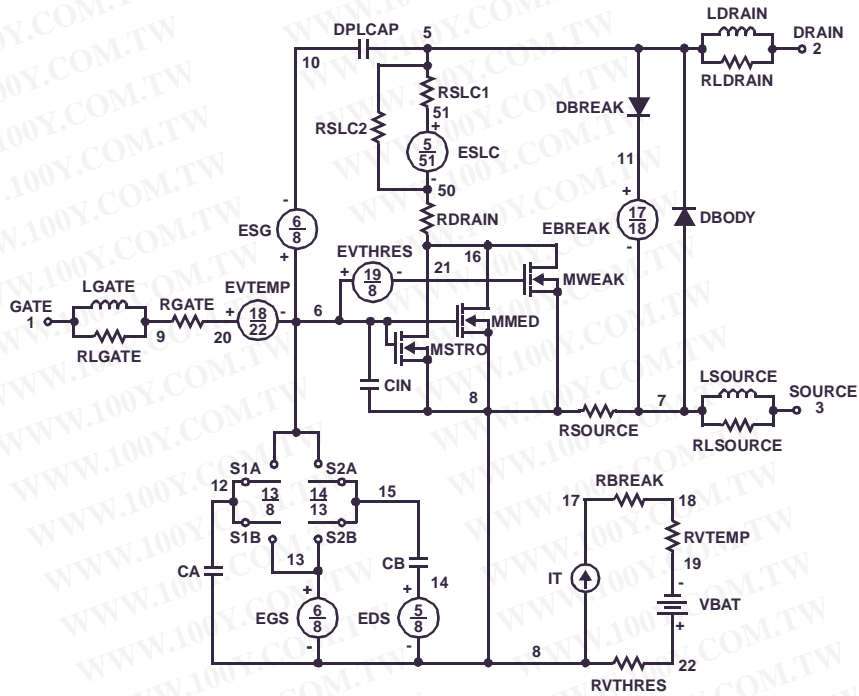 LDRAIN
DPLCAP
5
DRAIN
2
10
RLDRAIN
RSLC1
51
+
RSLC2
5
51
ESLC
-
50
DBREAK
11
+
17
18
EBREAK
-
DBODY
-
ESG
6
8
+
RDRAIN
EVTHRES
+
19
8
-
21
16
MWEAK
LGATE
GATE
1
RLGATE
9
RGATE
20
EVTEMP
+
18
22
-
6
MMED
MSTRO
CIN
8
LSOURCE
7
SOURCE
3
RSOURCE
RLSOURCE
S1A
S2A
12
13
8
14
13
15
S1B
S2B
13
CA
CB
+
14
+
EGS
6
8
-
EDS
5
8
-
RBREAK
17
18
RVTEMP
19
IT
-
VBAT
+
8
22
RVTHRES
WWW.100Y.COM.TW